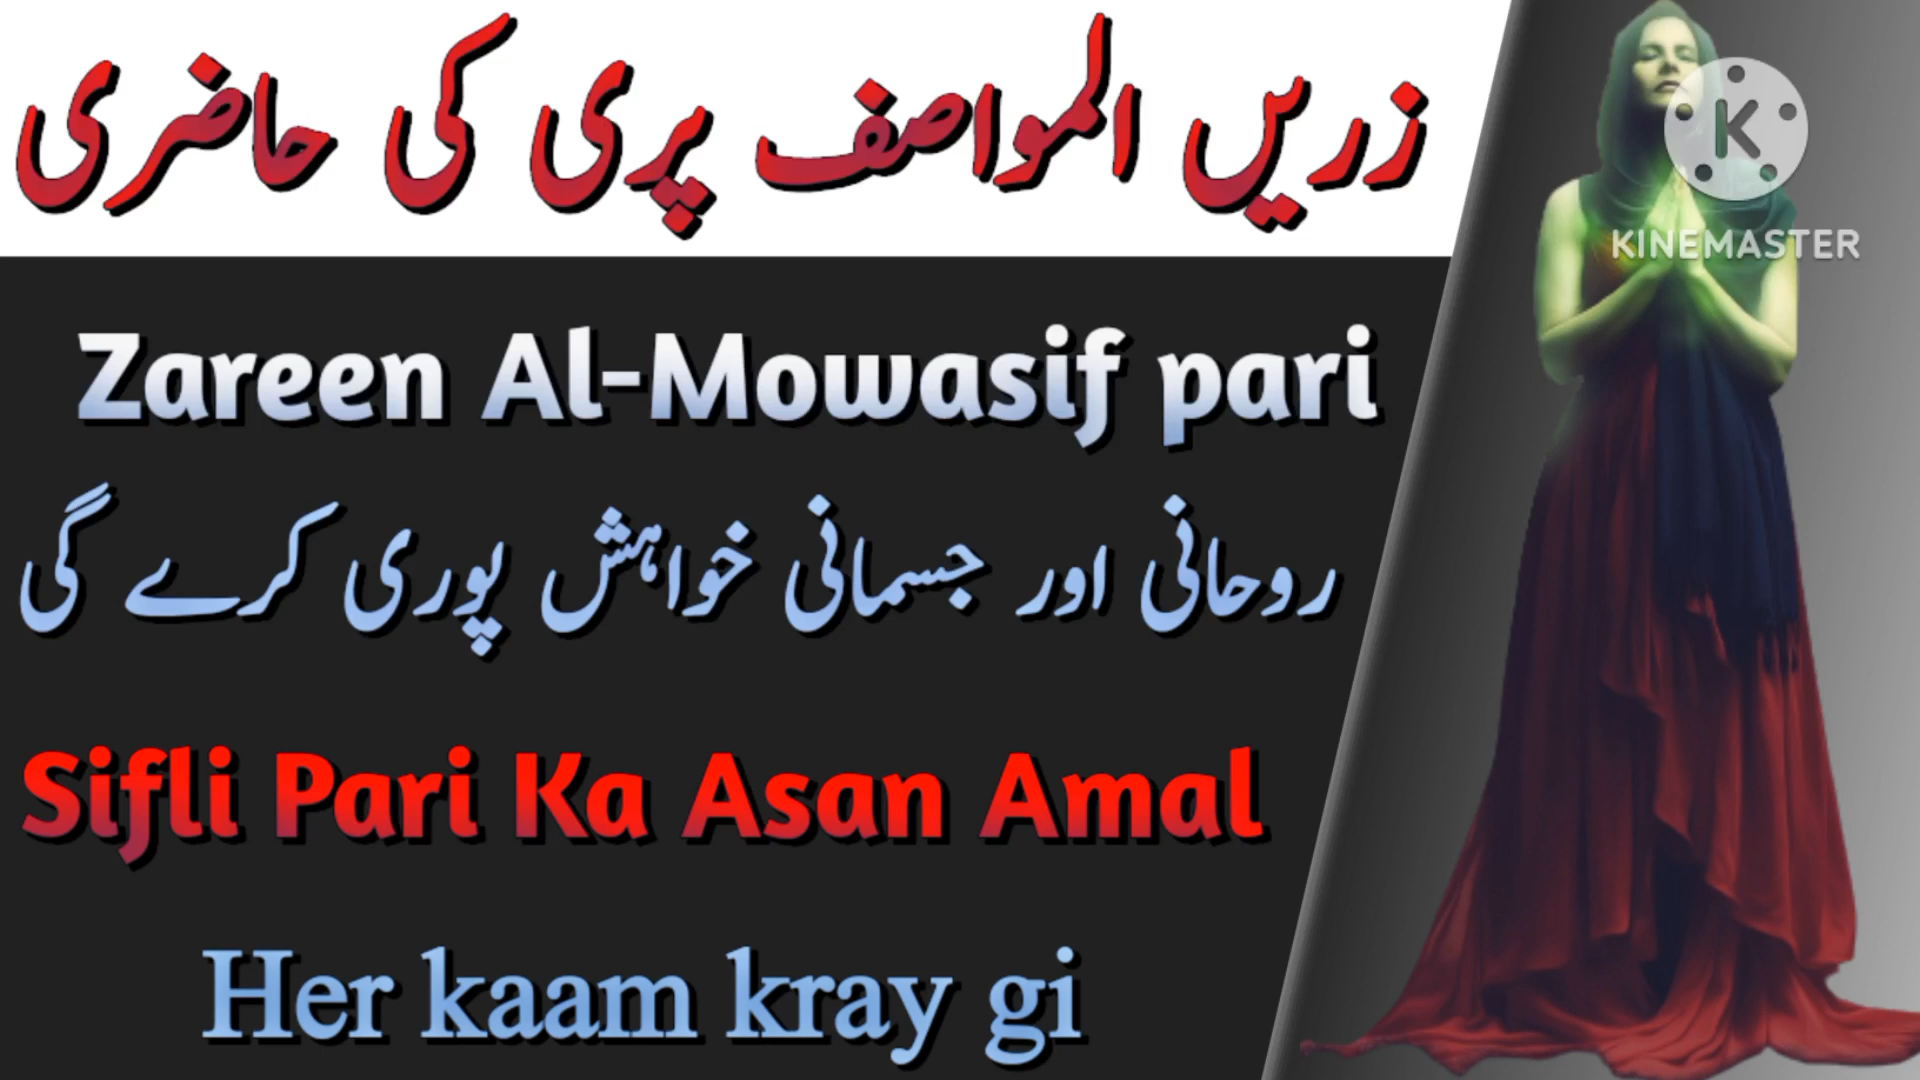 زریں المواصف پری کی حاضری
Zareen Al-Mowasif pari
روحانی اور جسمانی خواہش پوری کرے گی
Sifli Pari Ka Asan Amal
Her kaam kray gi
K
KINEMASTER